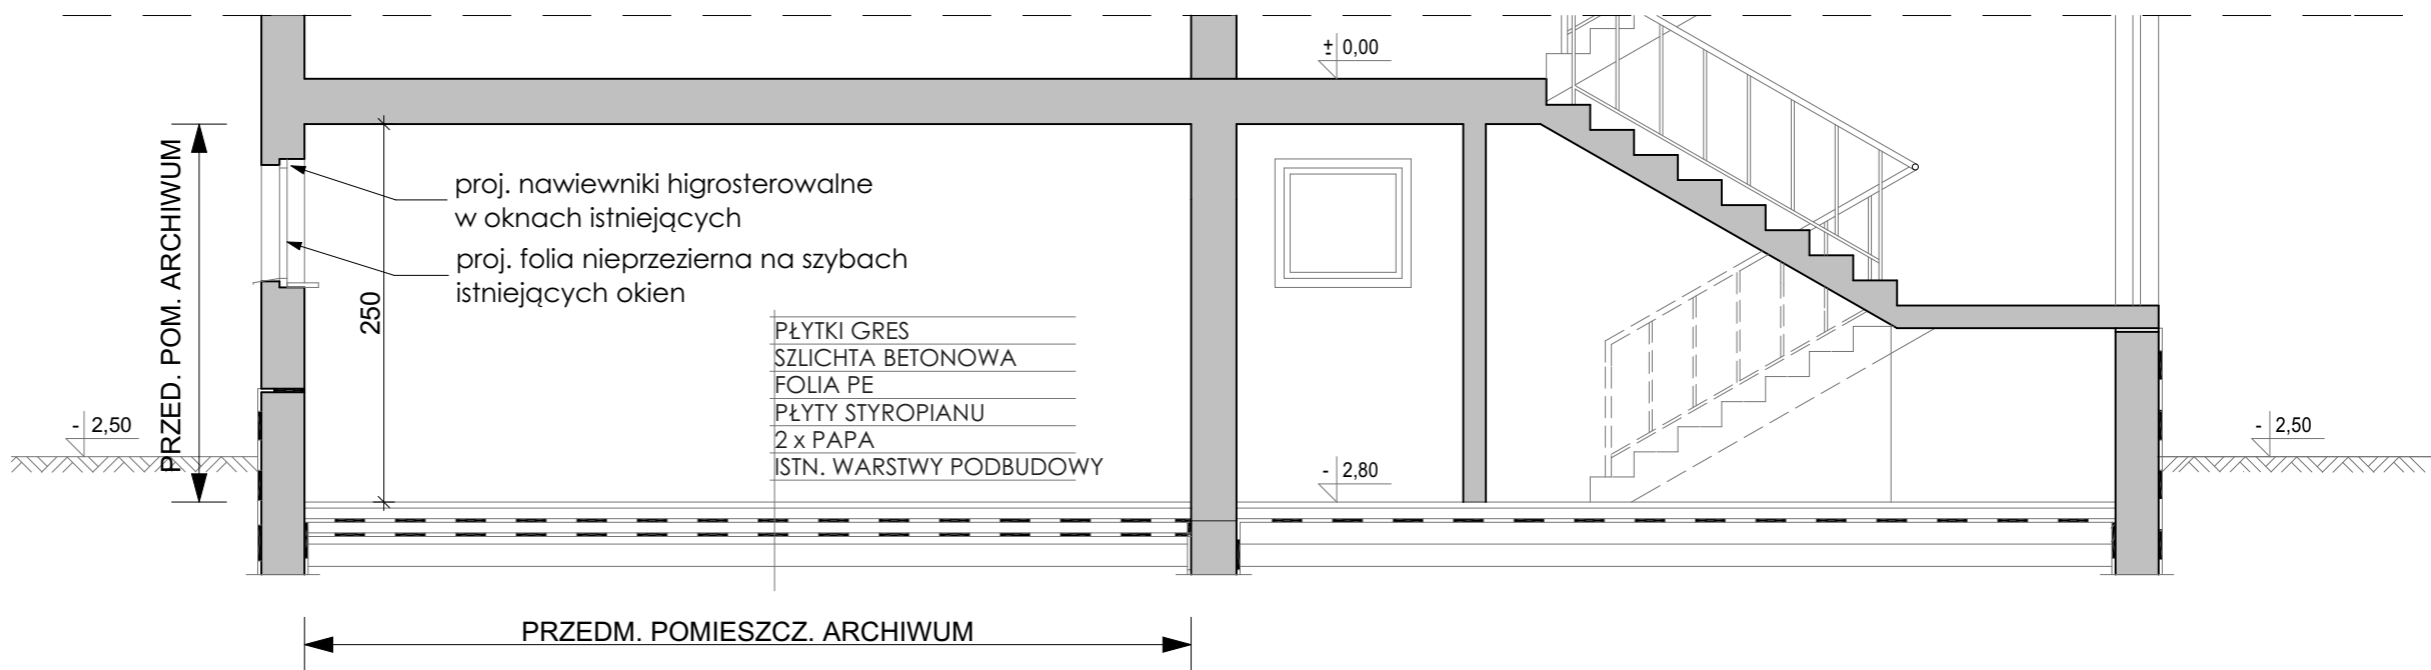 ± 0,00
PRZED. POM. ARCHIWUM
proj. nawiewniki higrosterowalne
w oknach istniejących
proj. folia nieprzezierna na szybach
istniejących okien
250
PŁYTKI GRES
SZLICHTA BETONOWA
FOLIA PE
PŁYTY STYROPIANU
2 x PAPA
ISTN. WARSTWY PODBUDOWY
- 2,50
- 2,80
- 2,50
PRZEDM. POMIESZCZ. ARCHIWUM